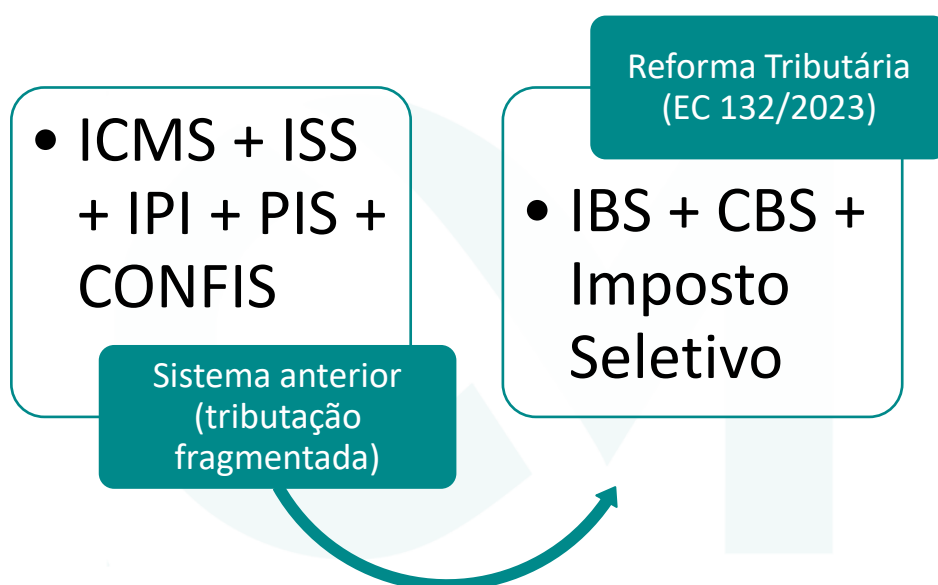 • ICMS + ISS
+ IPI + PIS +
CONFIS
Sistema anterior
(tributação
fragmentada)
Reforma Tributária
(EC 132/2023)
• IBS + CBS +
Imposto
Seletivo